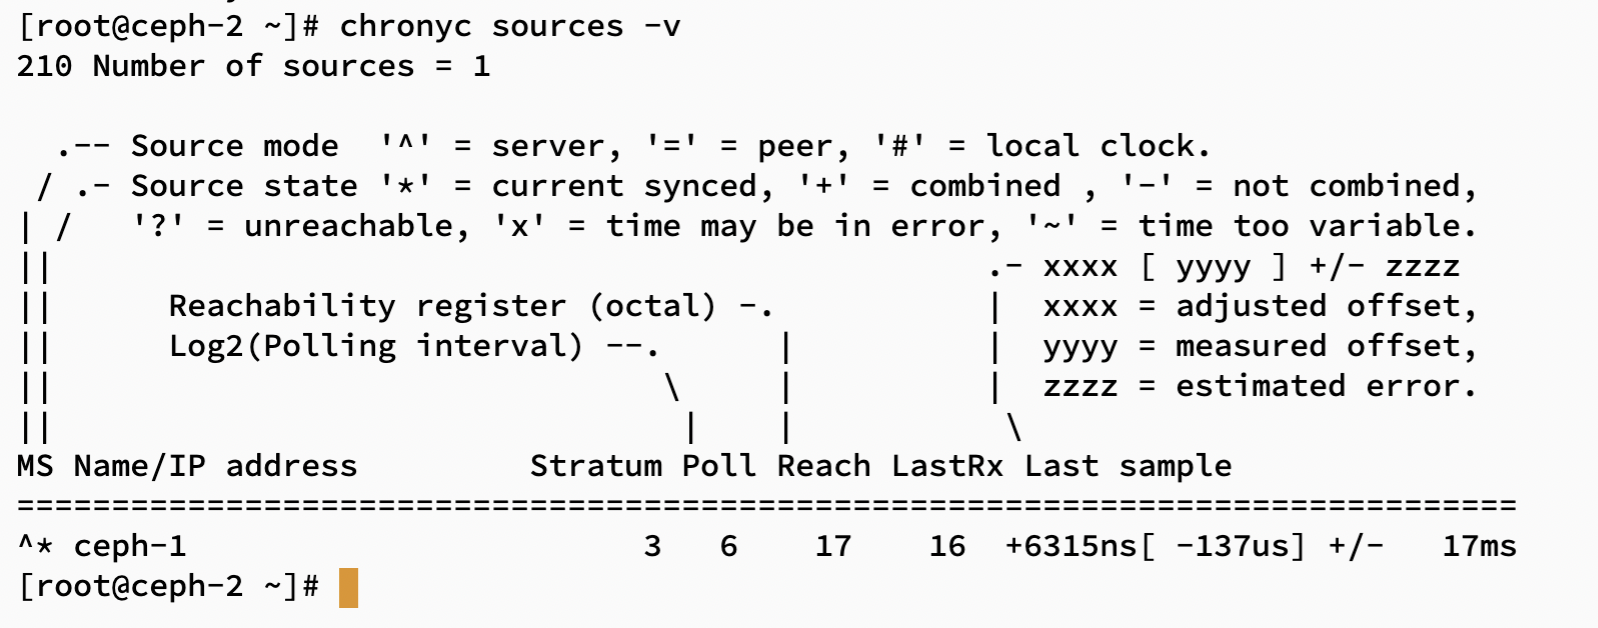 [root@ceph-2 ~]# chronyc sources -v
210 Number of sources = 1

  .-- Source mode  '^' = server, '=' = peer, '#' = local clock.
 / .- Source state '*' = current synced, '+' = combined , '-' = not combined,
| /   '?' = unreachable, 'x' = time may be in error, '~' = time too variable.
||                                                 .- xxxx [ yyyy ] +/- zzzz
||      Reachability register (octal) -.           |  xxxx = adjusted offset,
||      Log2(Polling interval) --.      |          |  yyyy = measured offset,
||                                \     |          |  zzzz = estimated error.
||                                 |    |           \
MS Name/IP address         Stratum Poll Reach LastRx Last sample
===============================================================================
^* ceph-1                        3   6    17    16  +6315ns[ -137us] +/-   17ms
[root@ceph-2 ~]#